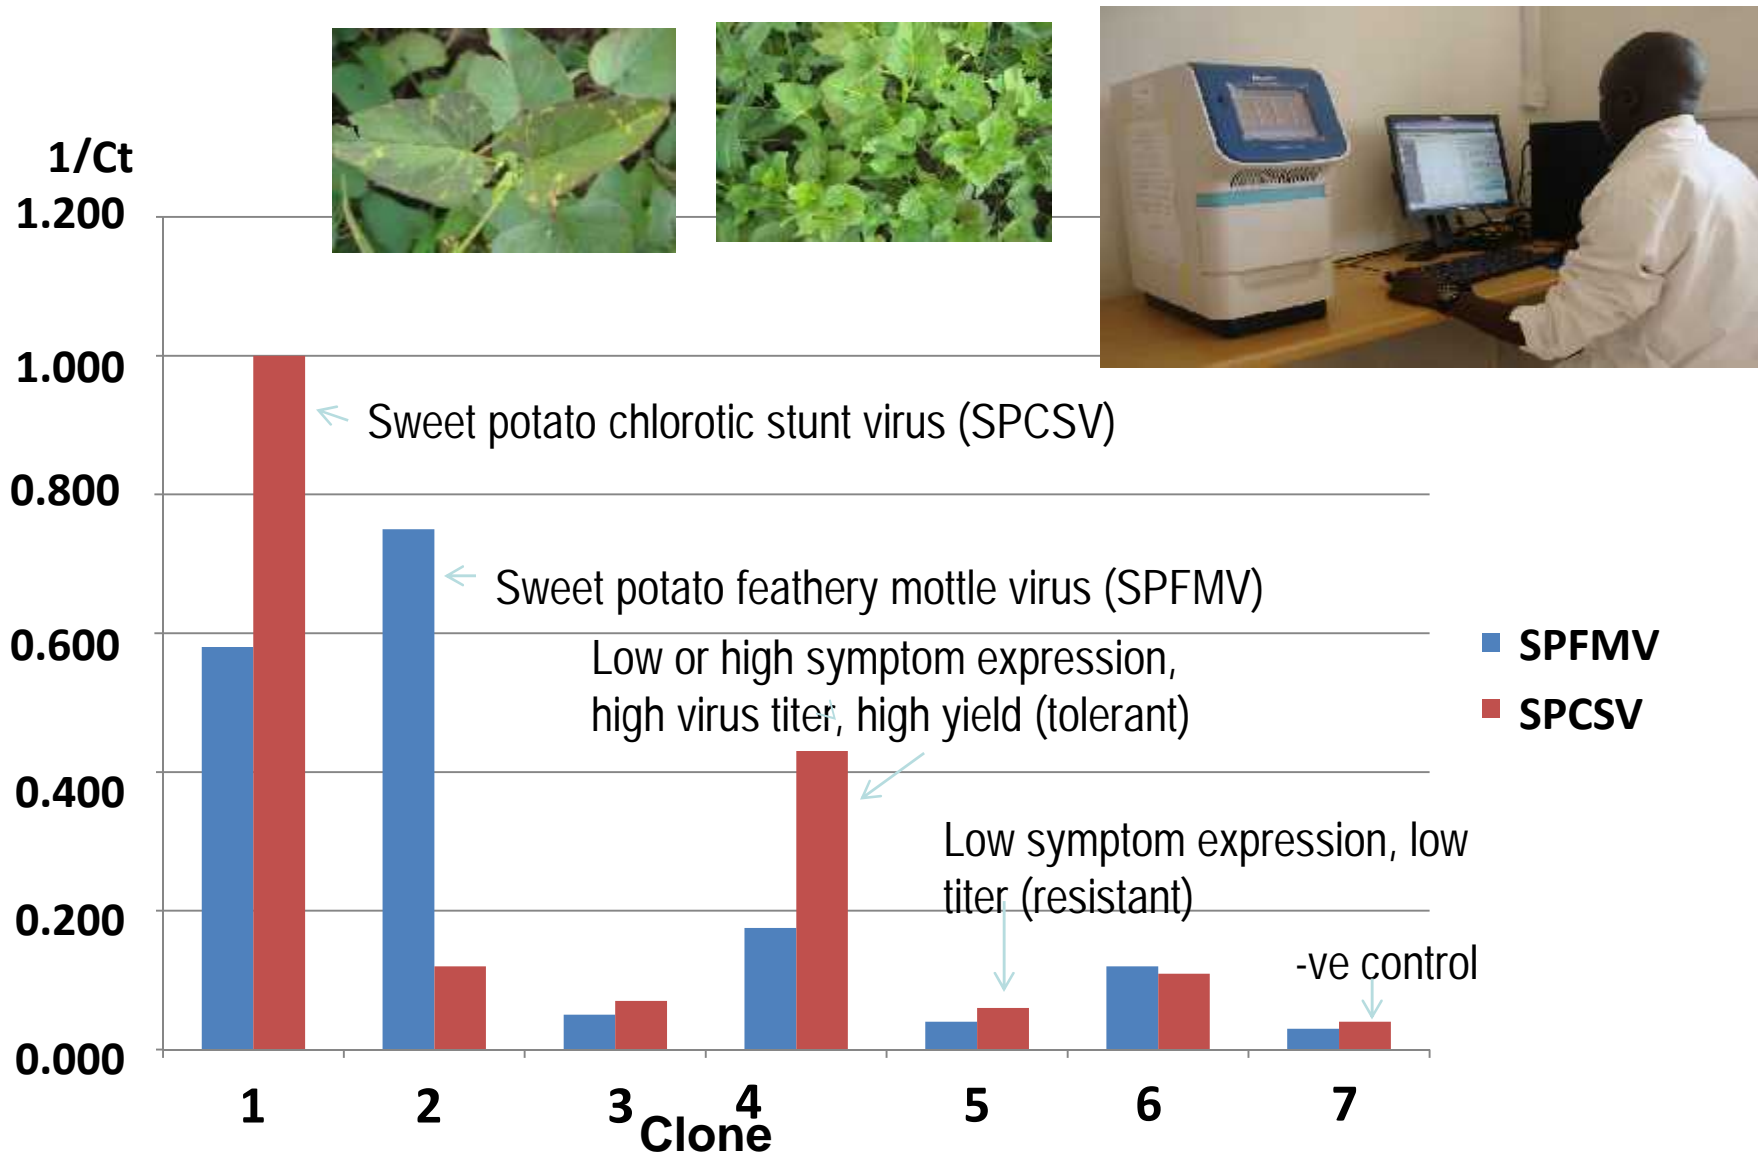 1/Ct
1.200
1.000
0.800
0.600
0.400
0.200
0.000
Sweet potato chlorotic stunt virus (SPCSV)
Sweet potato feathery mottle virus (SPFMV)
Low or high symptom expression,
high virus titer, high yield (tolerant)
Low symptom expression, low
titer (resistant)
-ve control
SPFMV
SPCSV
1 2 3 4 5 6 7
Clone